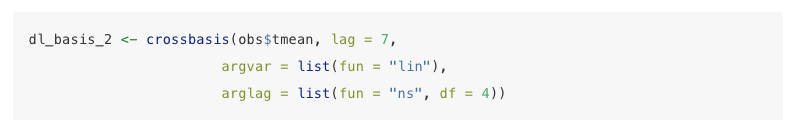 dl_basis_2 <- crossbasis(obs$tmean, lag = 7,
                         argvar = list(fun = "lin"),
                         arglag = list(fun = "ns", df = 4))